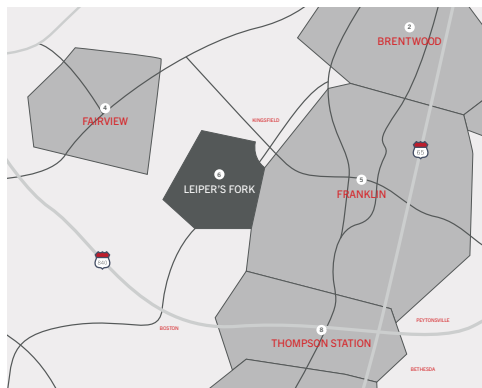 2
BRENTWOOD
4
FAIRVIEW
KINGSFIELD
65
6
LEIPER'S FORK
5
FRANKLIN
840
BOSTON
PEYTONSVILLE
8
THOMPSON STATION
BETHESDA